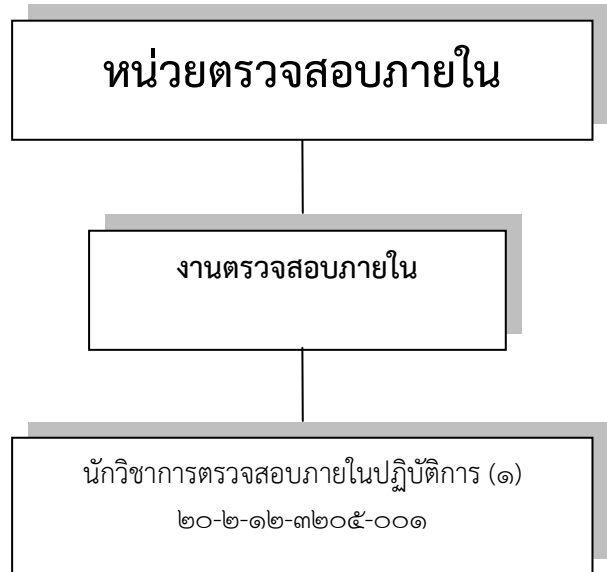 หน่วยตรวจสอบภายใน
งานตรวจสอบภายใน
นักวิชาการตรวจสอบภายในปฏิบัติการ (๑)
๒๐-๒-๑๒-๓๒๐๕-๐๐๑